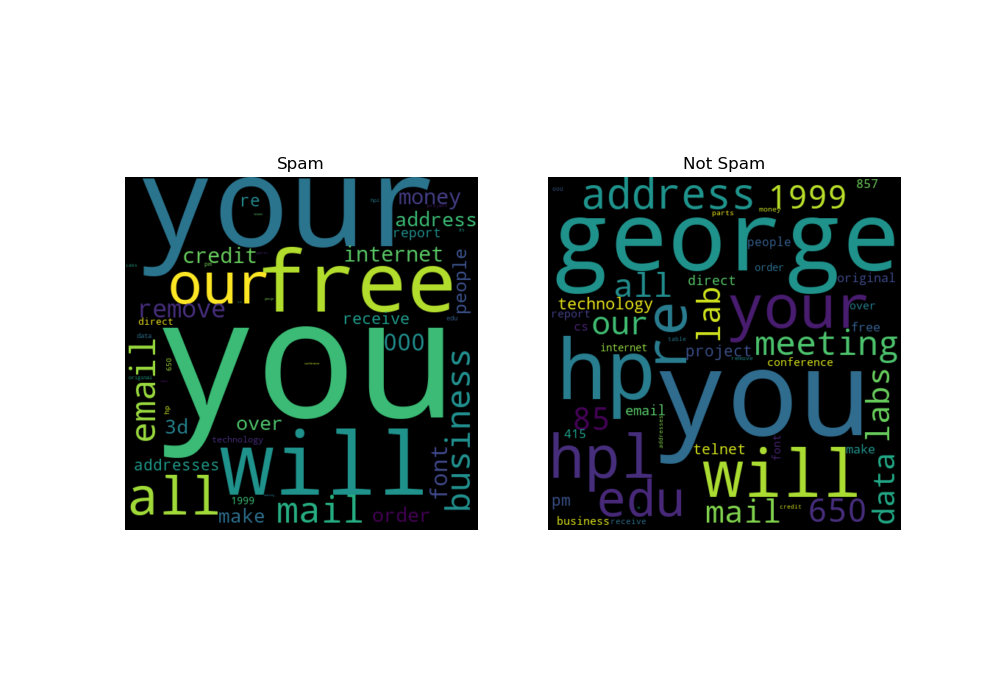 Spam
your
re
money
address
report
credit
internet
our
free
people
remove
direct
receive
data
000
you
email
650
hp
3d
over
technology
business
will
addresses
font
all
1999
make
mail
order
edu
Not Spam
address
1999
857
parts
money
george
people
order
all
direct
original
technology
report
cs
our
re
lab
your
over
free
internet
table
project
remove
meeting
conference
hp
you
labs
85
email
415
addresses
telnet
font
make
hpl
will
data
edu
pm
mail
credit
650
business
receive